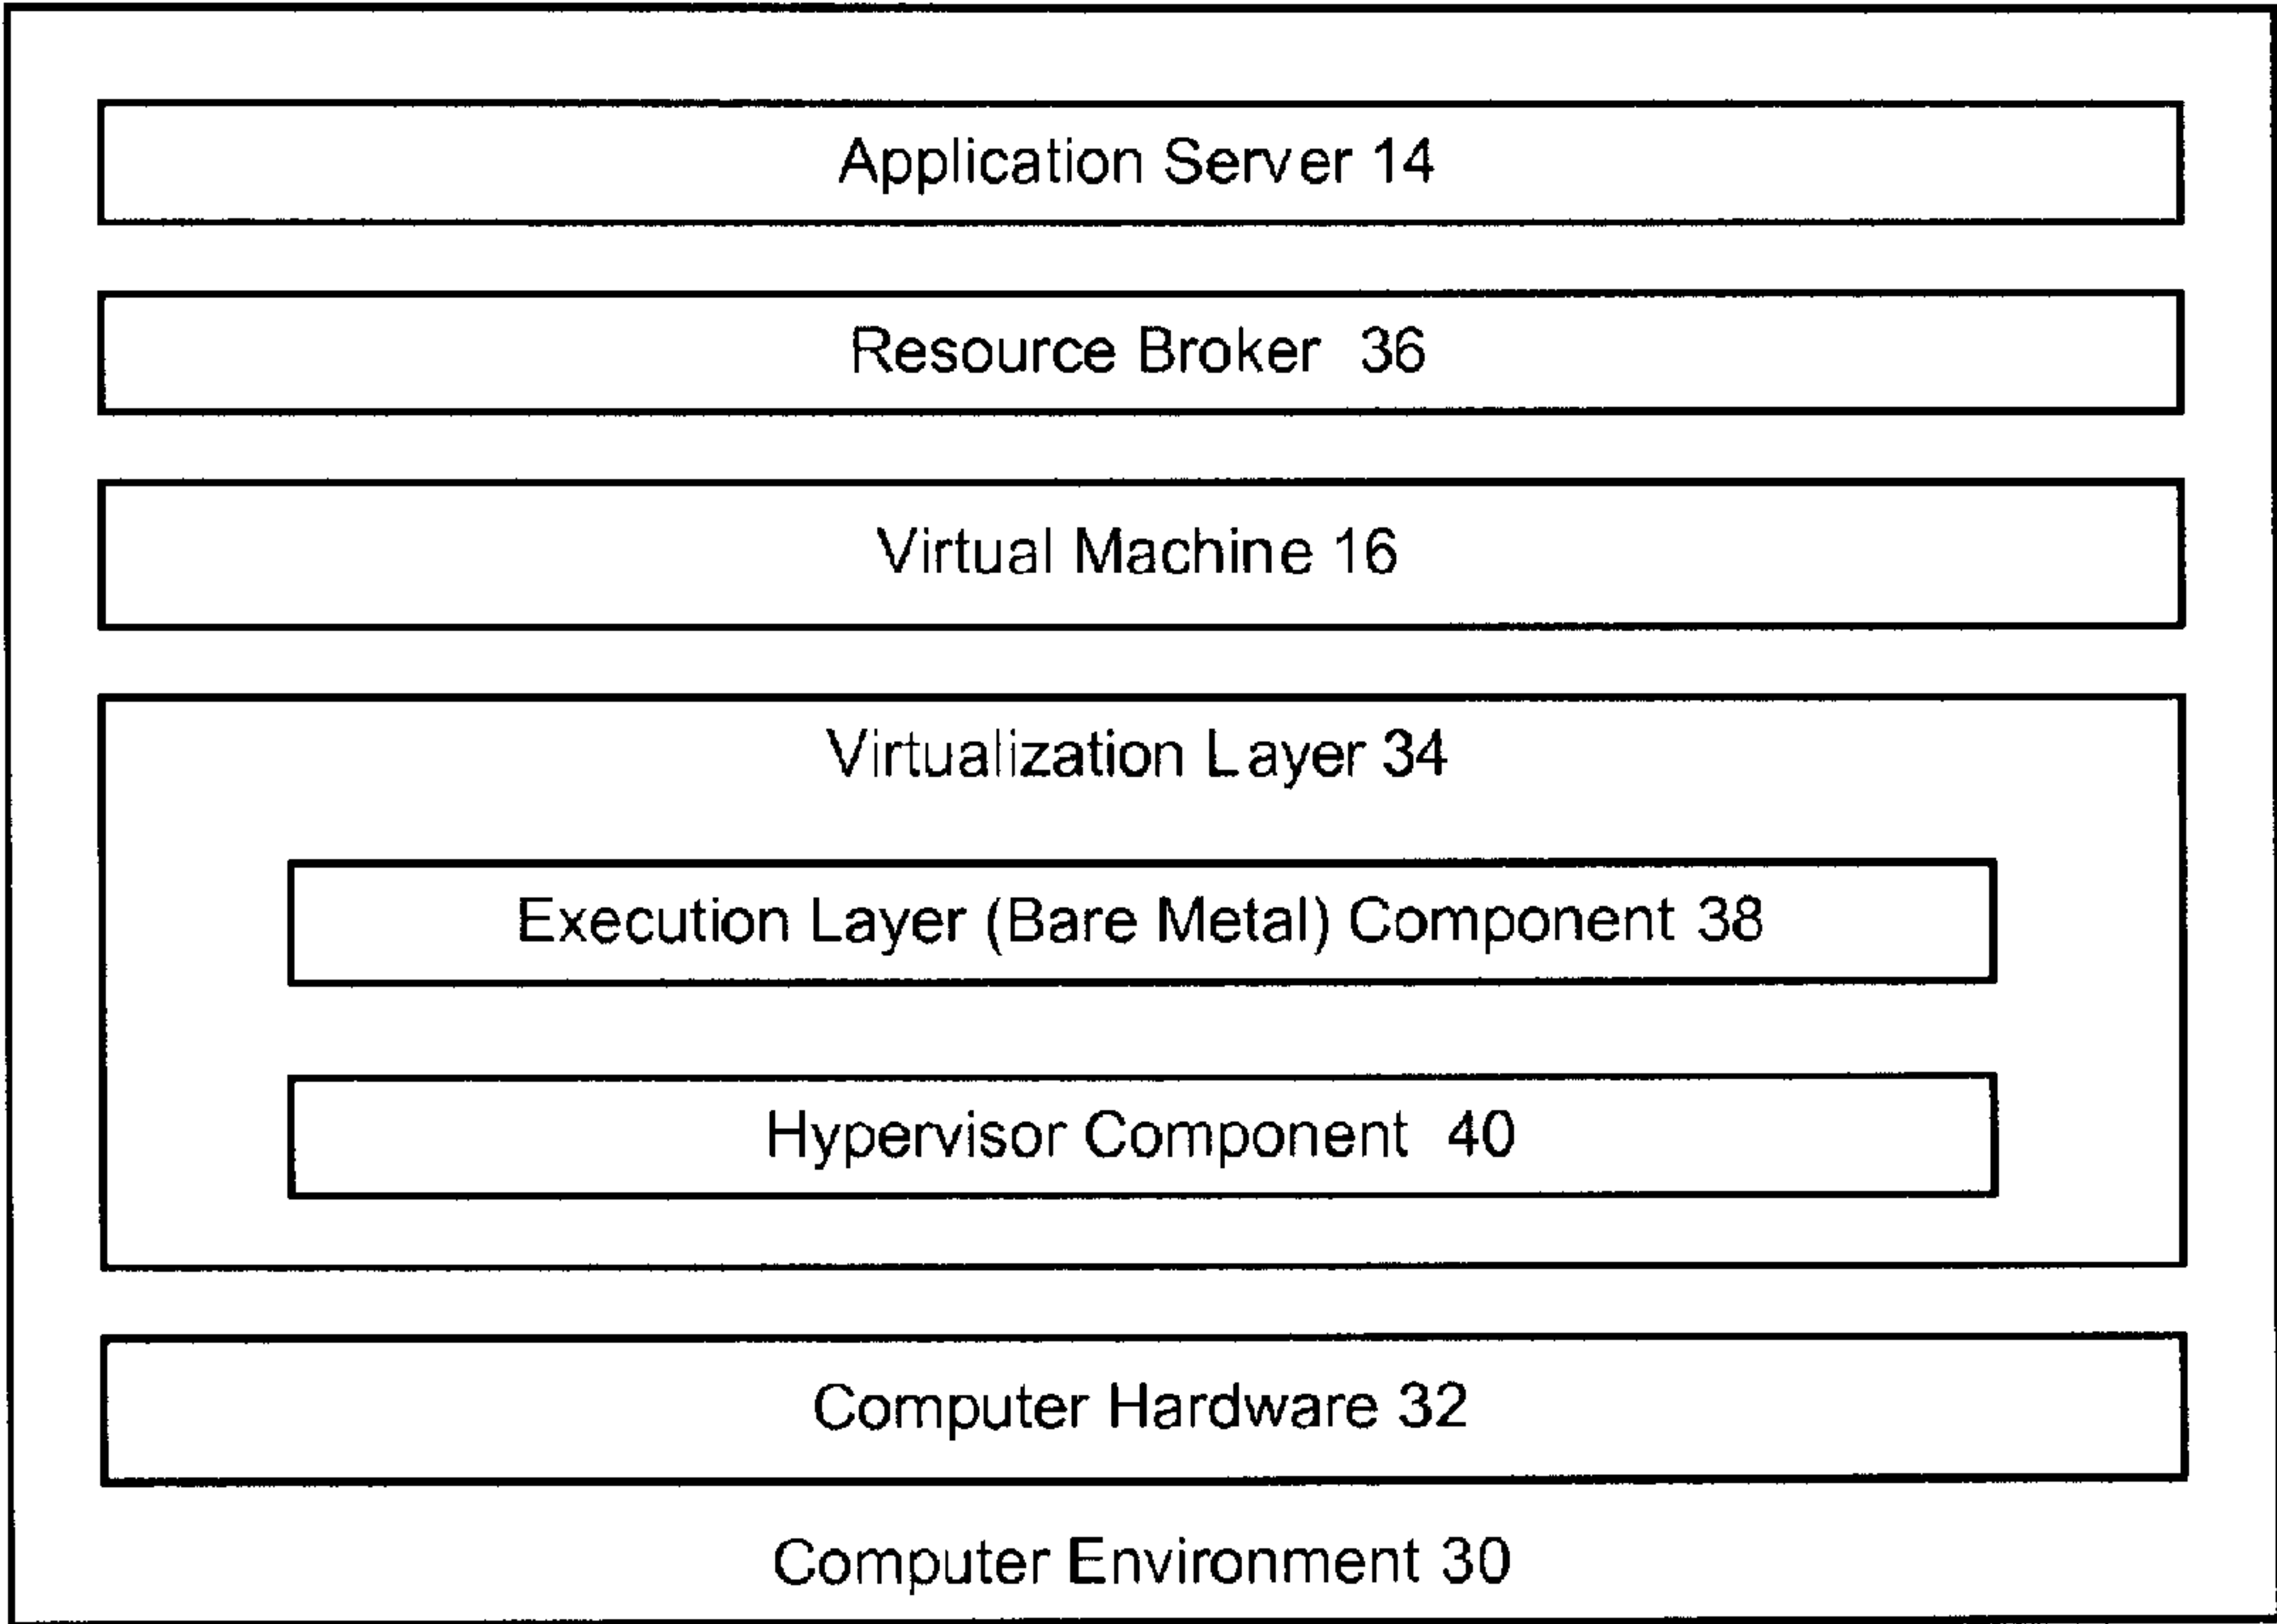 Application Server 14
Resource Broker 36
Virtual Machine 16
Virtualization Layer 34
Execution Layer (Bare Metal) Component 38
Hypervisor Component 40
Computer Hardware 32
Computer Environment 30